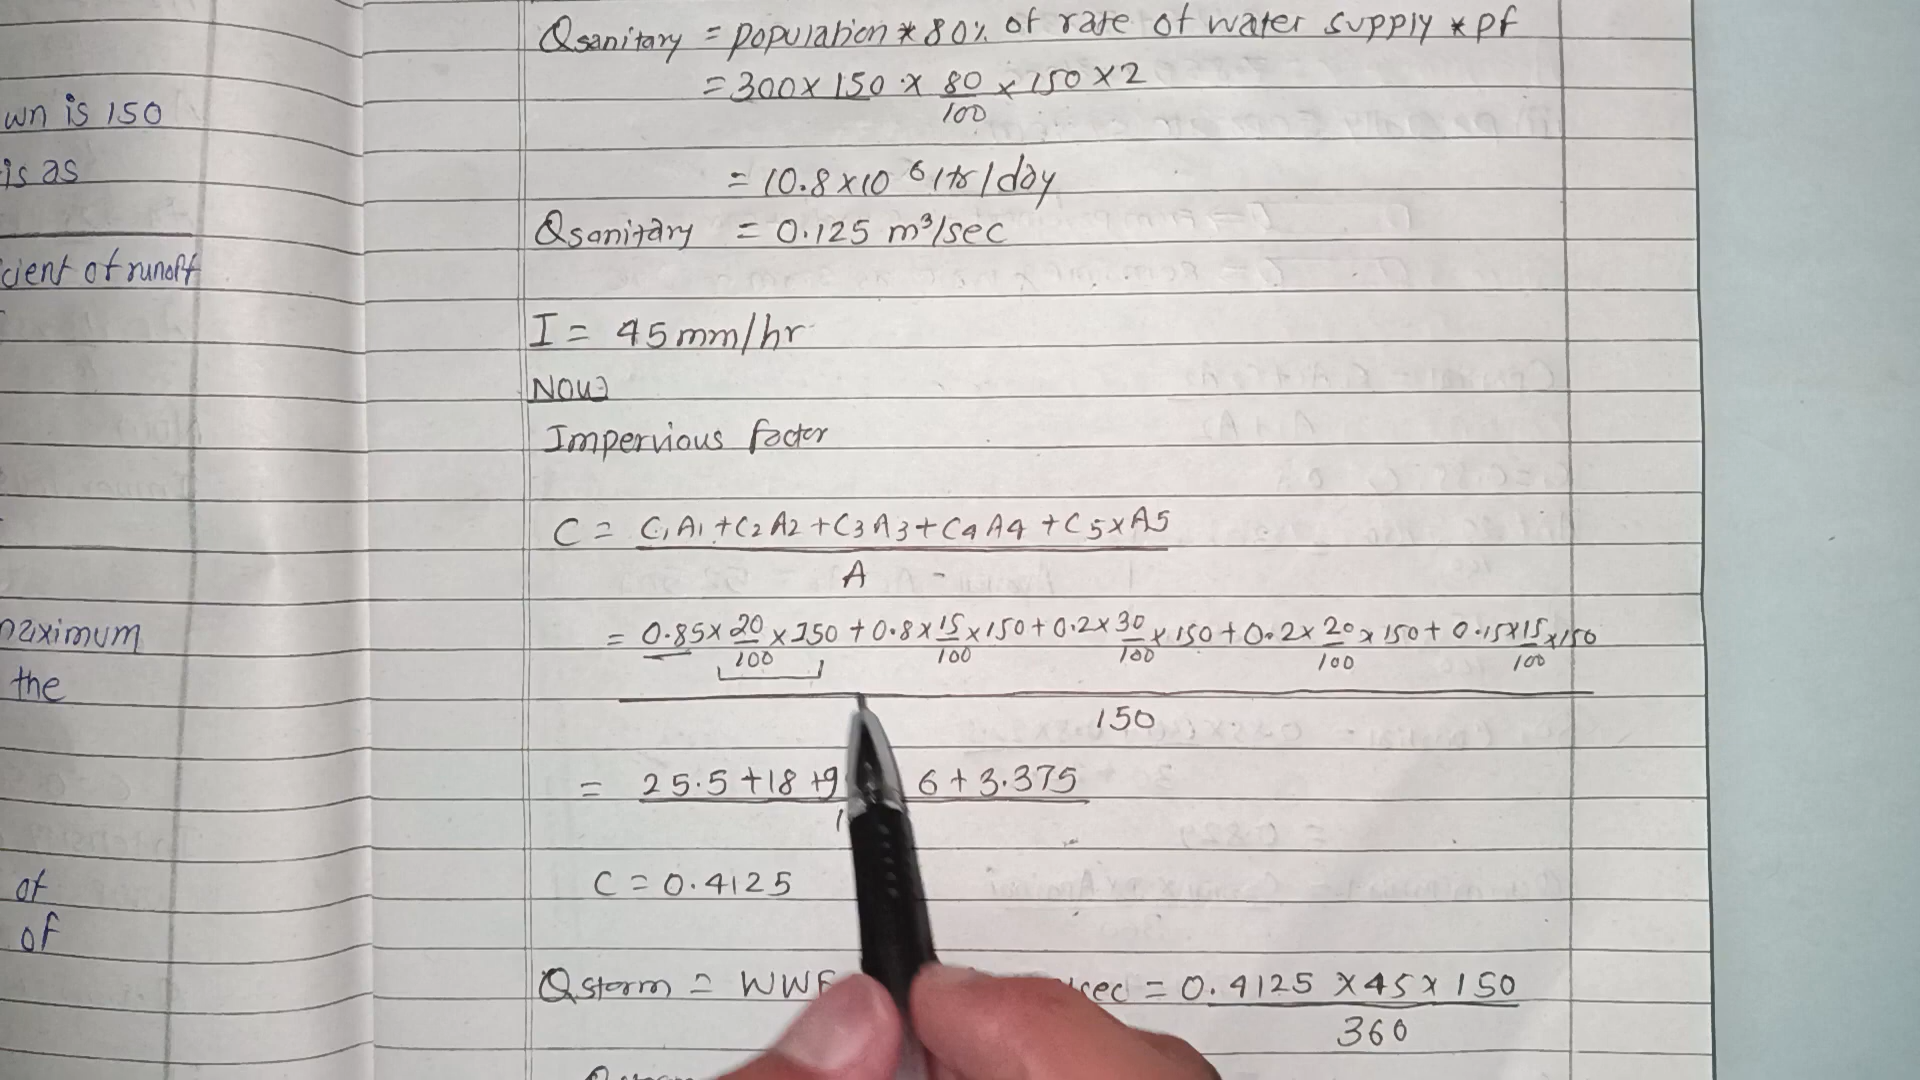 wn is 150
is as
cient of runoff
maximum
the
of
of
Qsanitary = population * 80% of rate of water supply * pf
= 300 x 150 x 80/100 x 150 x 2
= 10.8 x 10^6 ltr/day
Qsanitary = 0.125 m³/sec
I = 45 mm/hr
Now
Impervious factor
C = C1A1 + C2A2 + C3A3 + C4A4 + C5 x A5
A
= 0.85 x 20/100 x 150 + 0.8 x 15/100 x 150 + 0.2 x 30/100 x 150 + 0.2 x 20/100 x 150 + 0.15 x 15/100 x 150
150
= 25.5 + 18 + 9 6 + 3.375
C = 0.4125
Qstorm = WWF sec = 0.4125 x 45 x 150
360